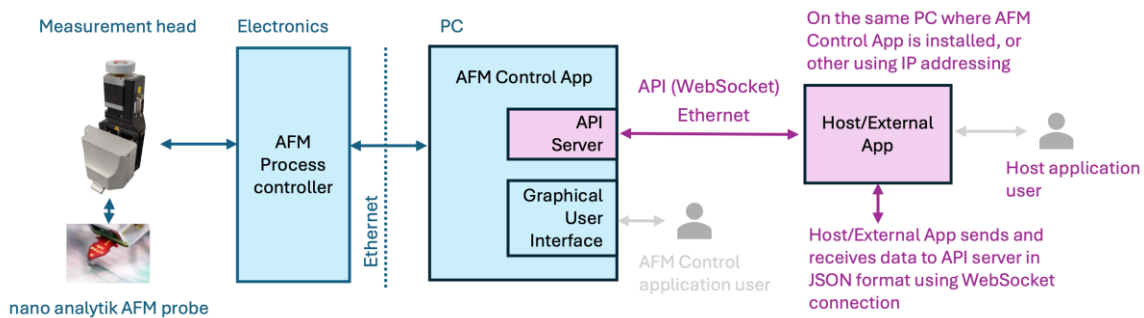 Measurement head
Electronics
PC
On the same PC where AFM
Control App is installed, or
other using IP addressing
AFM
Process
controller
Ethernet
AFM Control App
API
Server
Graphical
User
Interface
API (WebSocket)
Ethernet
Host/External
App
Host application
user
AFM Control
application user
Host/External App sends and
receives data to API server in
JSON format using WebSocket
connection
nano analytik AFM probe